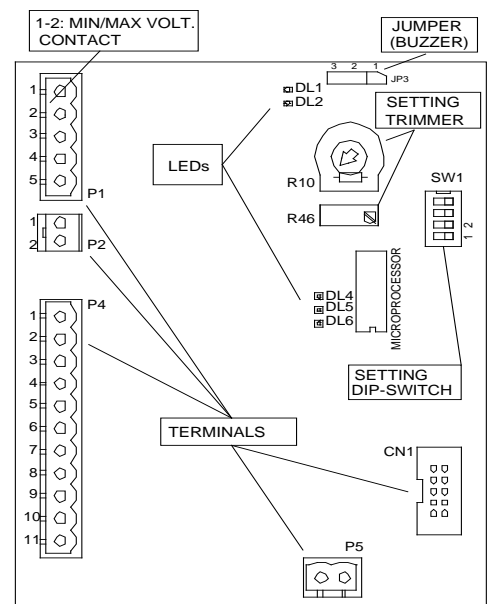 1-2: MIN/MAX VOLT.
CONTACT
JUMPER
(BUZZER)
3 2 1
JP3
DL1
DL2
SETTING
TRIMMER
1
2
3
4
5
P1
LEDs
R10
R46
SW1
1 2
1
2
P2
DL4
DL5
DL6
MICROPROCESSOR
P4
1
2
3
4
5
6
7
8
9
10
11
SETTING
DIP-SWITCH
TERMINALS
CN1
P5